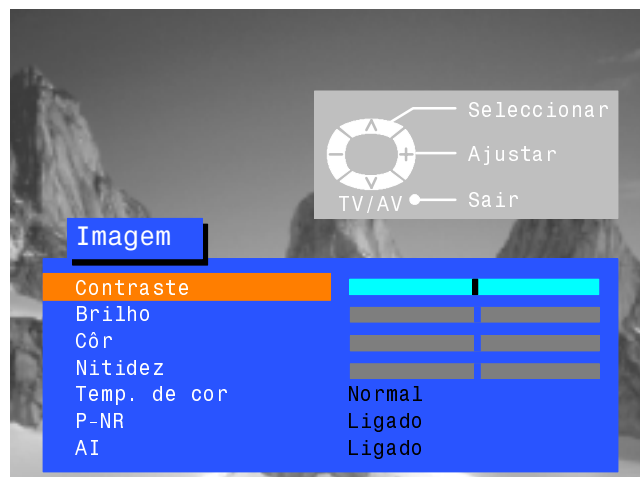 Seleccionar
Ajustar
TV/AV Sair
Imagem
Contraste
Brilho
Côr
Nitidez
Temp. de cor Normal
P-NR Ligado
AI Ligado